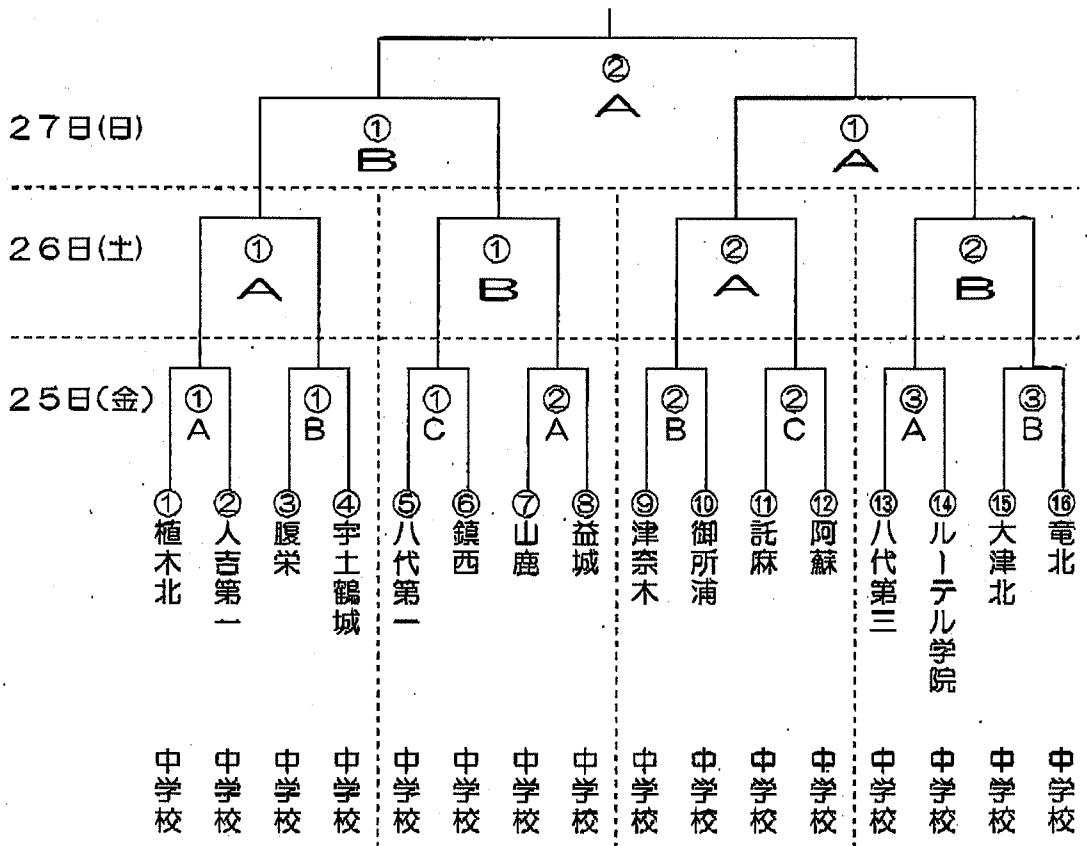 ②
A
27日(日)
①
B
①
A
26日(土)
①
A
①
B
②
A
②
B
25日(金)
①
A
①
B
①
C
②
A
②
B
②
C
③
A
③
B
①植木北中学校
②人吉第一中学校
③腹栄中学校
④宇土鶴城中学校
⑤八代第一中学校
⑥鎮西中学校
⑦山鹿中学校
⑧益城中学校
⑨津奈木中学校
⑩御所浦中学校
⑪託麻中学校
⑫阿蘇中学校
⑬八代第三中学校
⑭ルーテル学院中学校
⑮大津北中学校
⑯竜北中学校